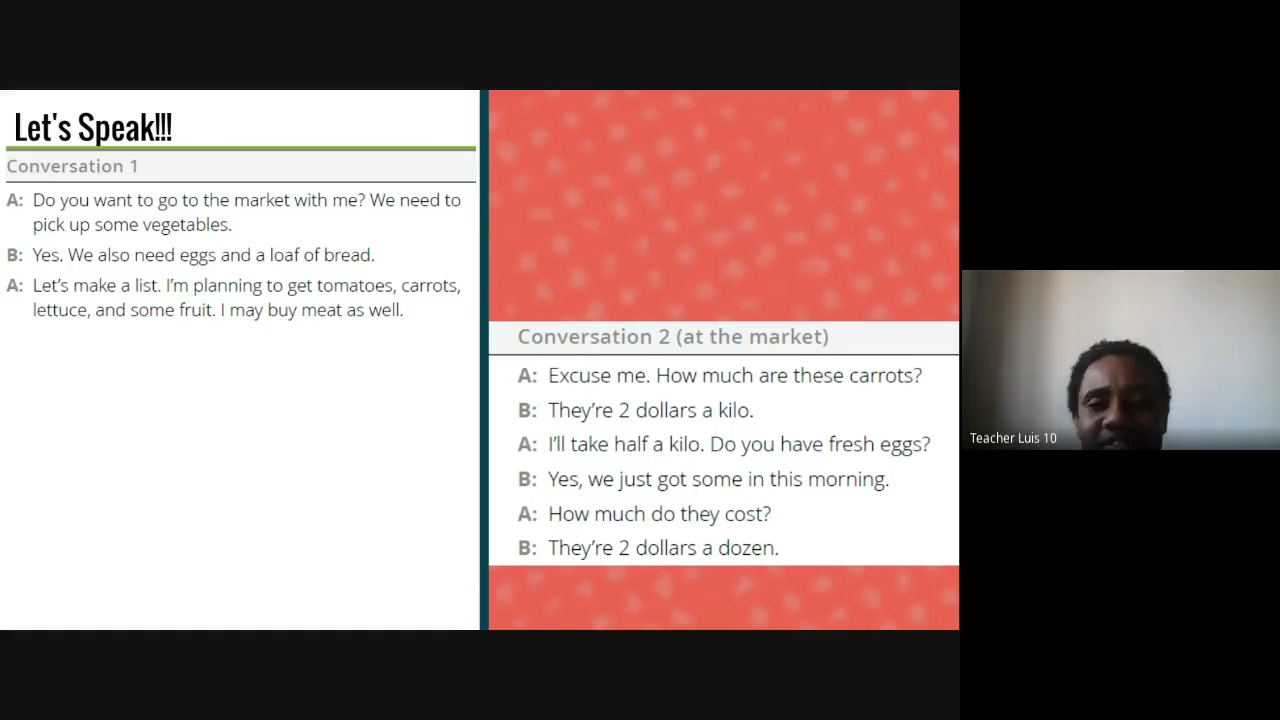 Let's Speak!!!
Conversation 1
A: Do you want to go to the market with me? We need to
pick up some vegetables.
B: Yes. We also need eggs and a loaf of bread.
A: Let’s make a list. I’m planning to get tomatoes, carrots,
lettuce, and some fruit. I may buy meat as well.
Conversation 2 (at the market)
A: Excuse me. How much are these carrots?
B: They’re 2 dollars a kilo.
A: I’ll take half a kilo. Do you have fresh eggs?
B: Yes, we just got some in this morning.
A: How much do they cost?
B: They’re 2 dollars a dozen.
Teacher Luis 10